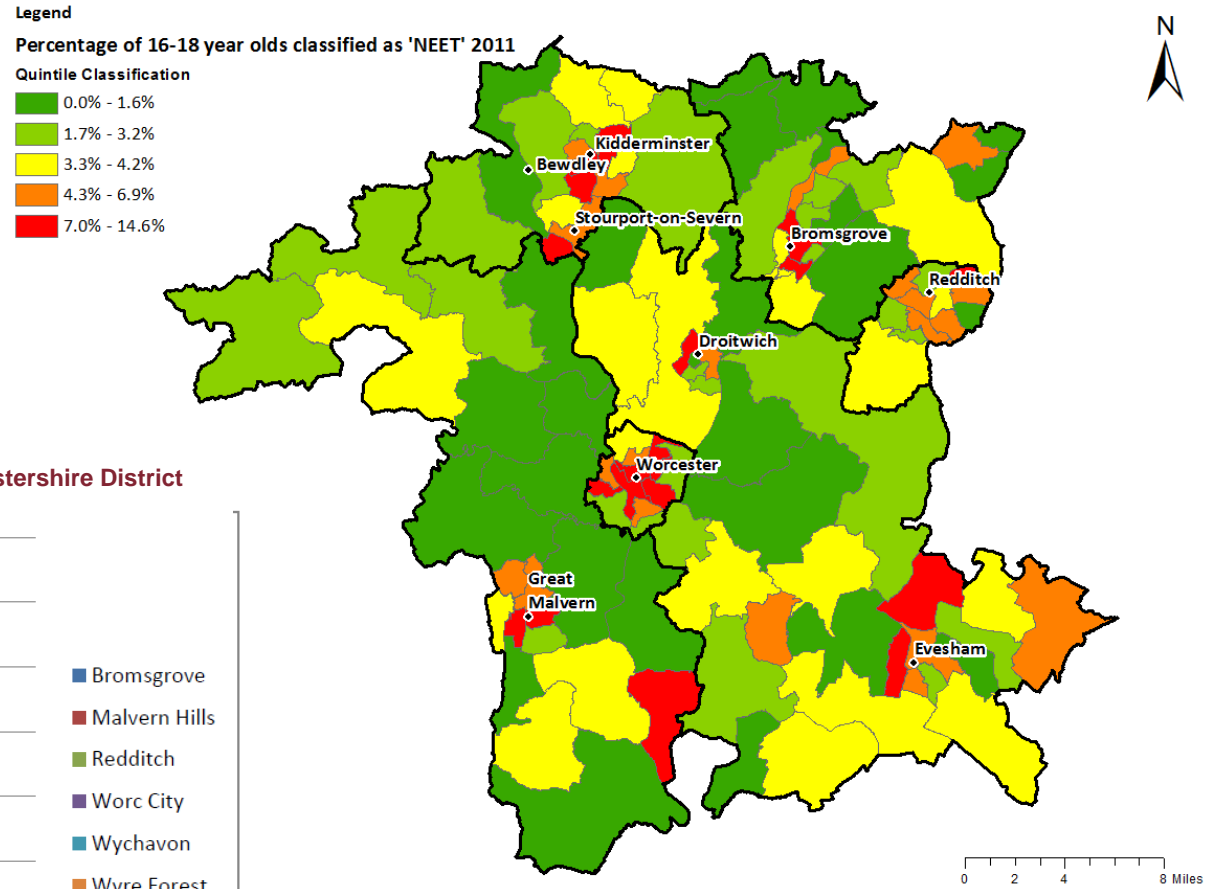 Legend
Percentage of 16-18 year olds classified as 'NEET' 2011
Quintile Classification
0.0% - 1.6%
1.7% - 3.2%
3.3% - 4.2%
4.3% - 6.9%
7.0% - 14.6%
N
Kidderminster
Bewdley
Stourport-on-Severn
Bromsgrove
Redditch
Droitwich
Worcester
stershire District
Great
Malvern
Evesham
Bromsgrove
Malvern Hills
Redditch
Worc City
Wychavon
Wyre Forest
0 2 4 8 Miles